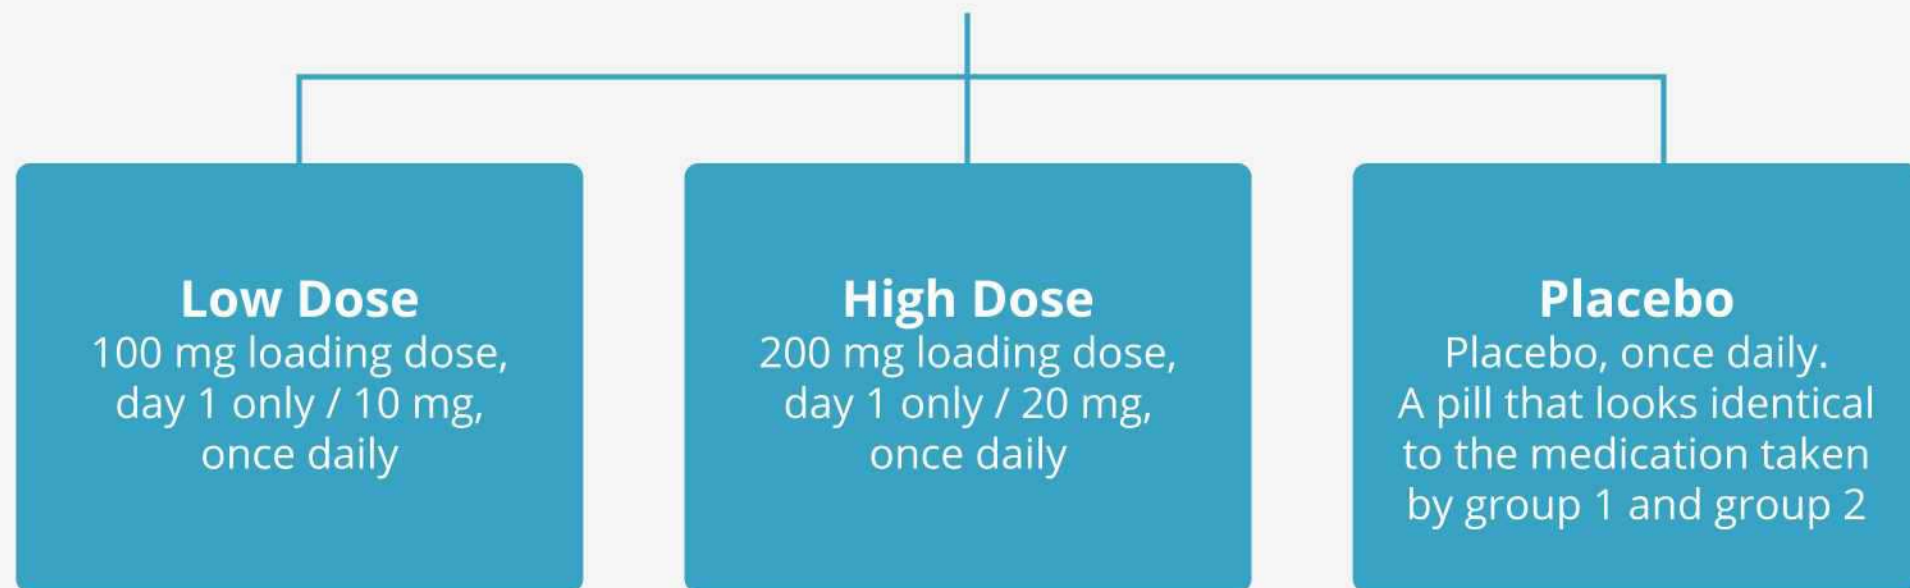 Low Dose
100 mg loading dose,
day 1 only / 10 mg,
once daily
High Dose
200 mg loading dose,
day 1 only / 20 mg,
once daily
Placebo
Placebo, once daily.
A pill that looks identical
to the medication taken
by group 1 and group 2